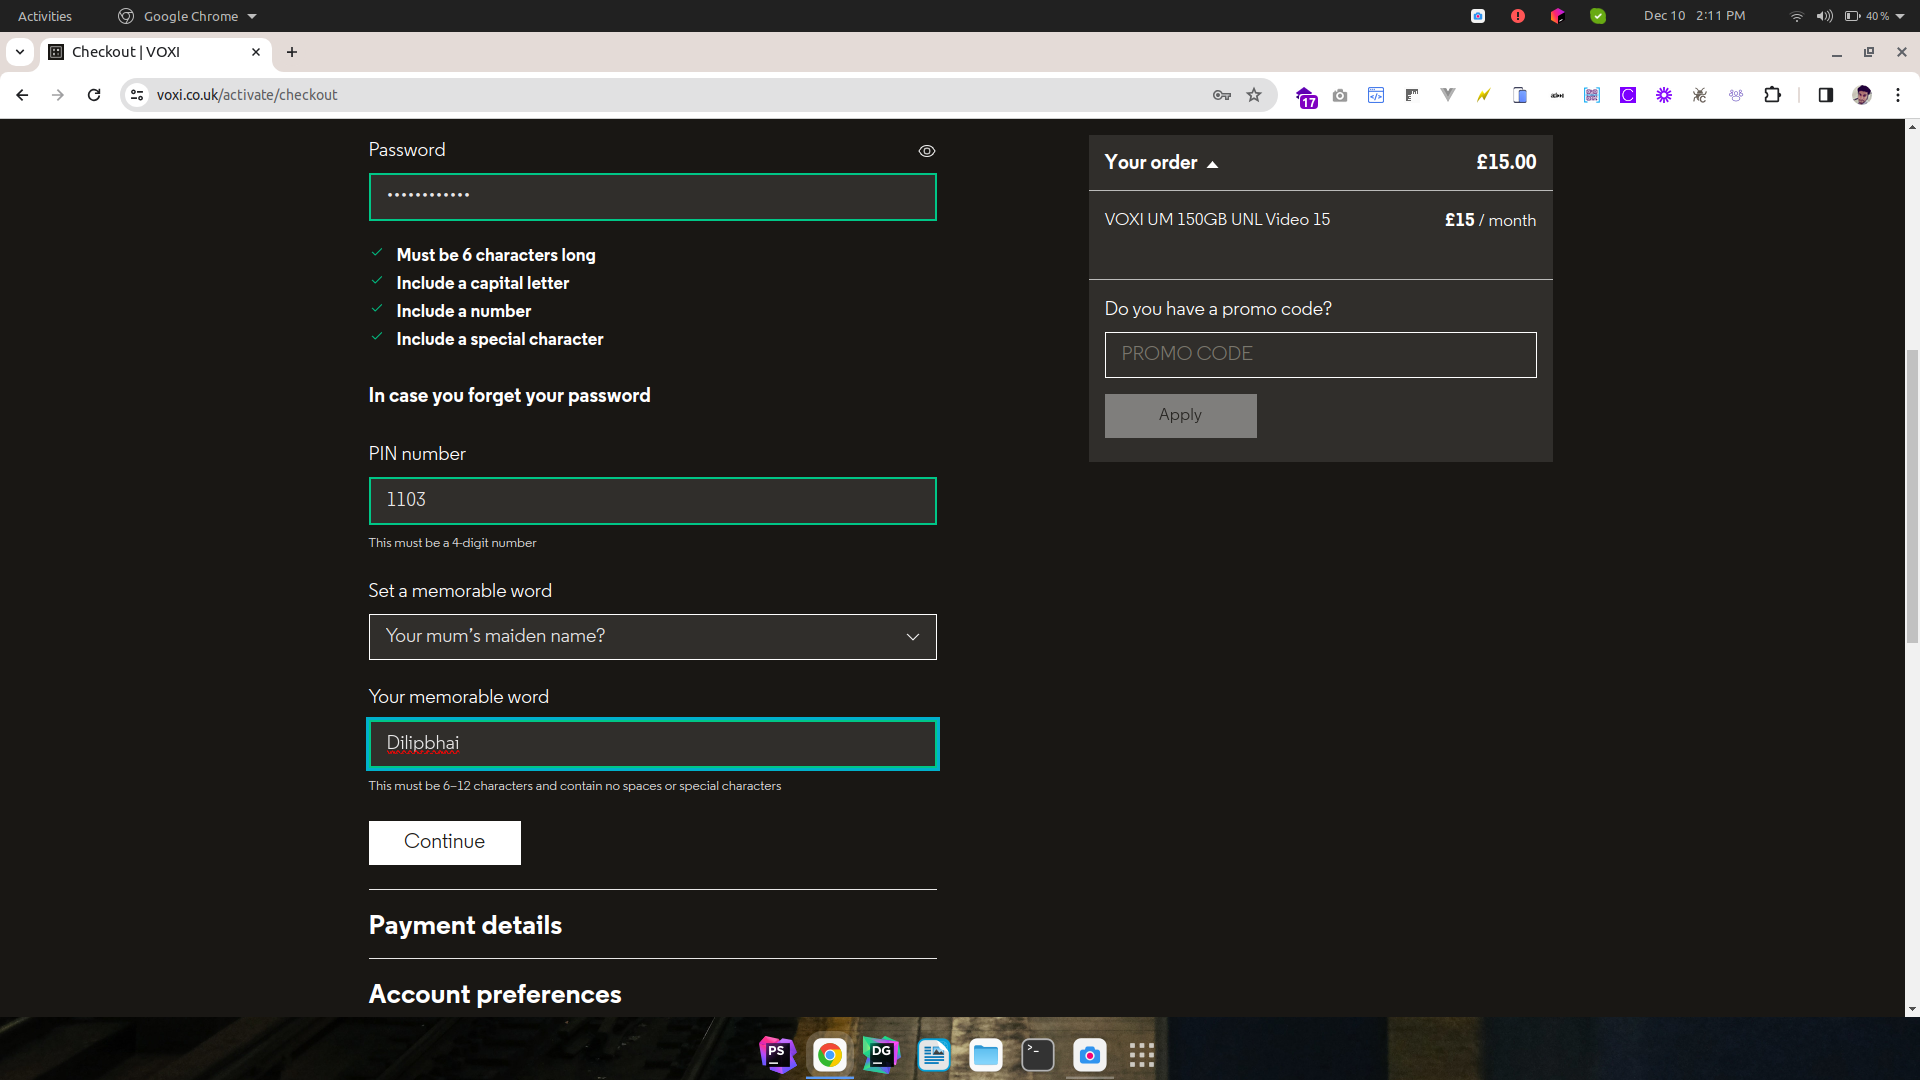 Activities
Google Chrome
Dec 10 2:11 PM
40 %
Checkout | VOXI
voxi.co.uk/activate/checkout
17
Password
••••••••••••
Must be 6 characters long
Include a capital letter
Include a number
Include a special character
In case you forget your password
PIN number
1103
This must be a 4-digit number
Set a memorable word
Your mum's maiden name?
Your memorable word
Dilipbhai
This must be 6–12 characters and contain no spaces or special characters
Continue
Payment details
Account preferences
Your order
£15.00
VOXI UM 150GB UNL Video 15
£15 / month
Do you have a promo code?
PROMO CODE
Apply
PS
DG